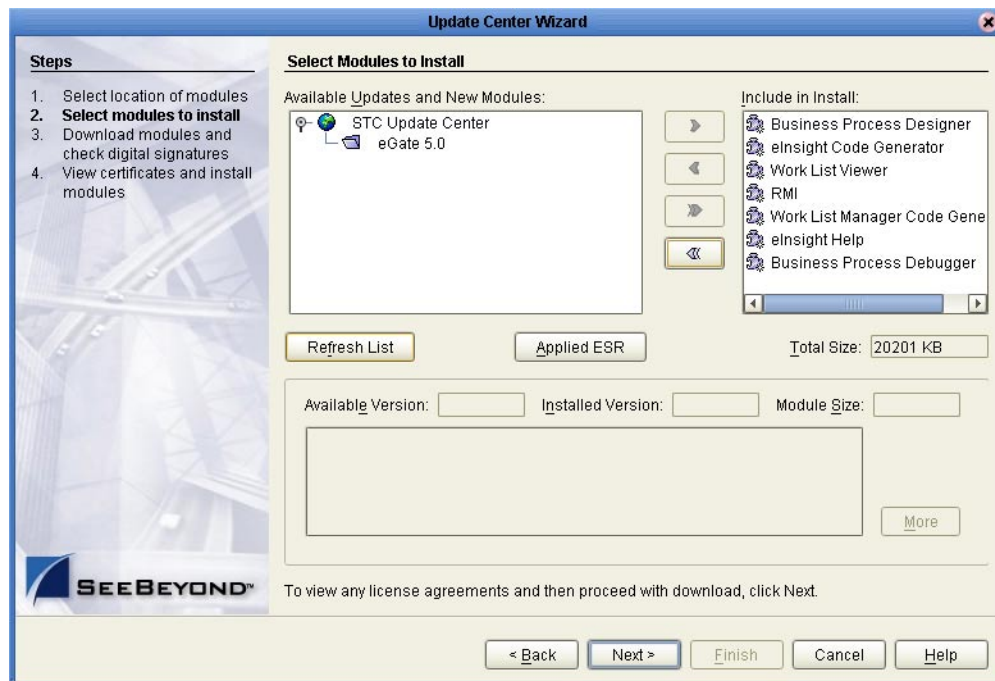 Update Center Wizard
Steps
1. Select location of modules
2. Select modules to install
3. Download modules and
check digital signatures
4. View certificates and install
modules
SEEBEYOND™
Select Modules to Install
Available Updates and New Modules:
STC Update Center
eGate 5.0
Include in Install:
Business Process Designer
eInsight Code Generator
Work List Viewer
RMI
Work List Manager Code Gene
eInsight Help
Business Process Debugger
Refresh List
Applied ESR
Total Size: 20201 KB
Available Version:
Installed Version:
Module Size:
More
To view any license agreements and then proceed with download, click Next.
< Back
Next >
Finish
Cancel
Help